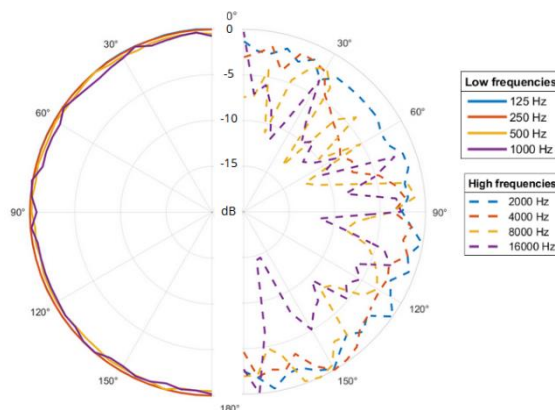 0°
0
30°
30°
-5
60°
60°
-10
-15
90°
dB
90°
120°
120°
150°
150°
180°
Low frequencies
125 Hz
250 Hz
500 Hz
1000 Hz
High frequencies
2000 Hz
4000 Hz
8000 Hz
16000 Hz